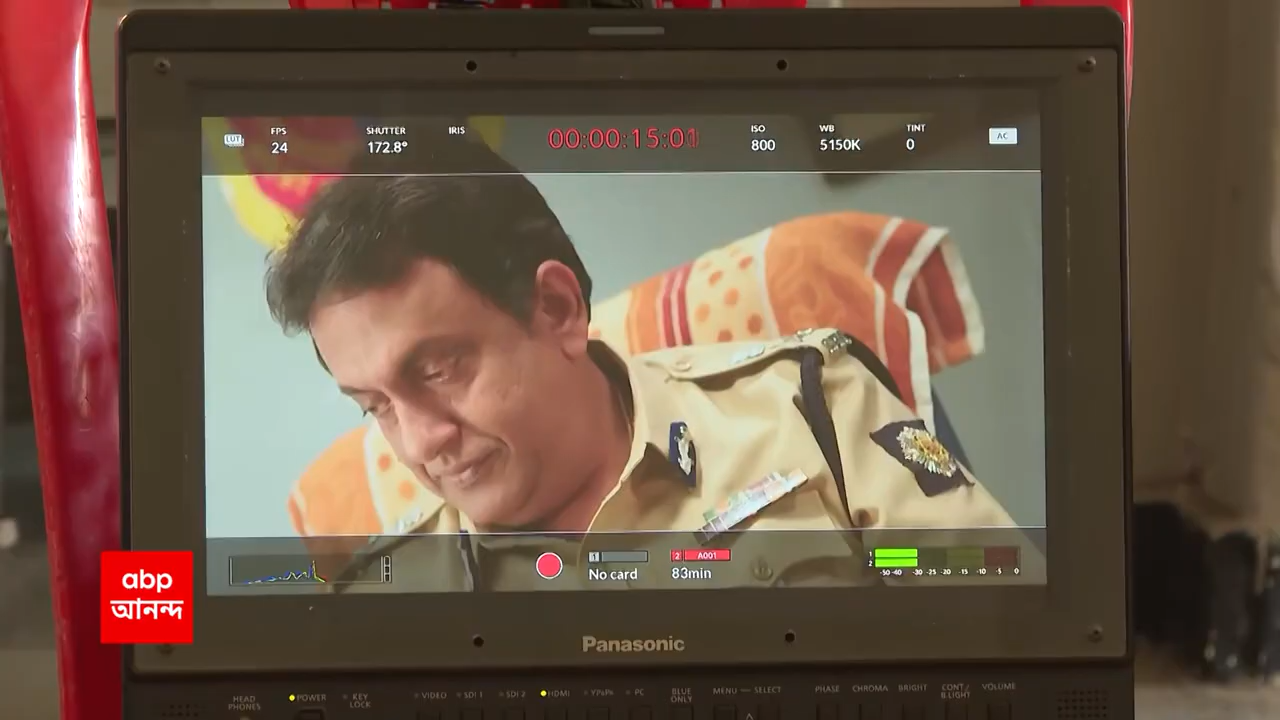 FPS SHUTTER IRIS 00:00:15:01 ISO WB TINT AC
LUT 24 172.8° 800 5150K 0
1 2 A001
No card 83min
1
2
-50 -40 -30 -25 -20 -15 -10 -5 0
abp
আনন্দ
Panasonic
HEAD PHONES POWER KEY LOCK VIDEO SDI 1 SDI 2 HDMI YPbPr PC BLUE ONLY MENU — SELECT PHASE CHROMA BRIGHT CONT/ B.LIGHT VOLUME